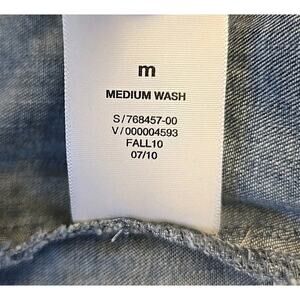 m
MEDIUM WASH
S/768457-00
V/000004593
FALL10
07/10